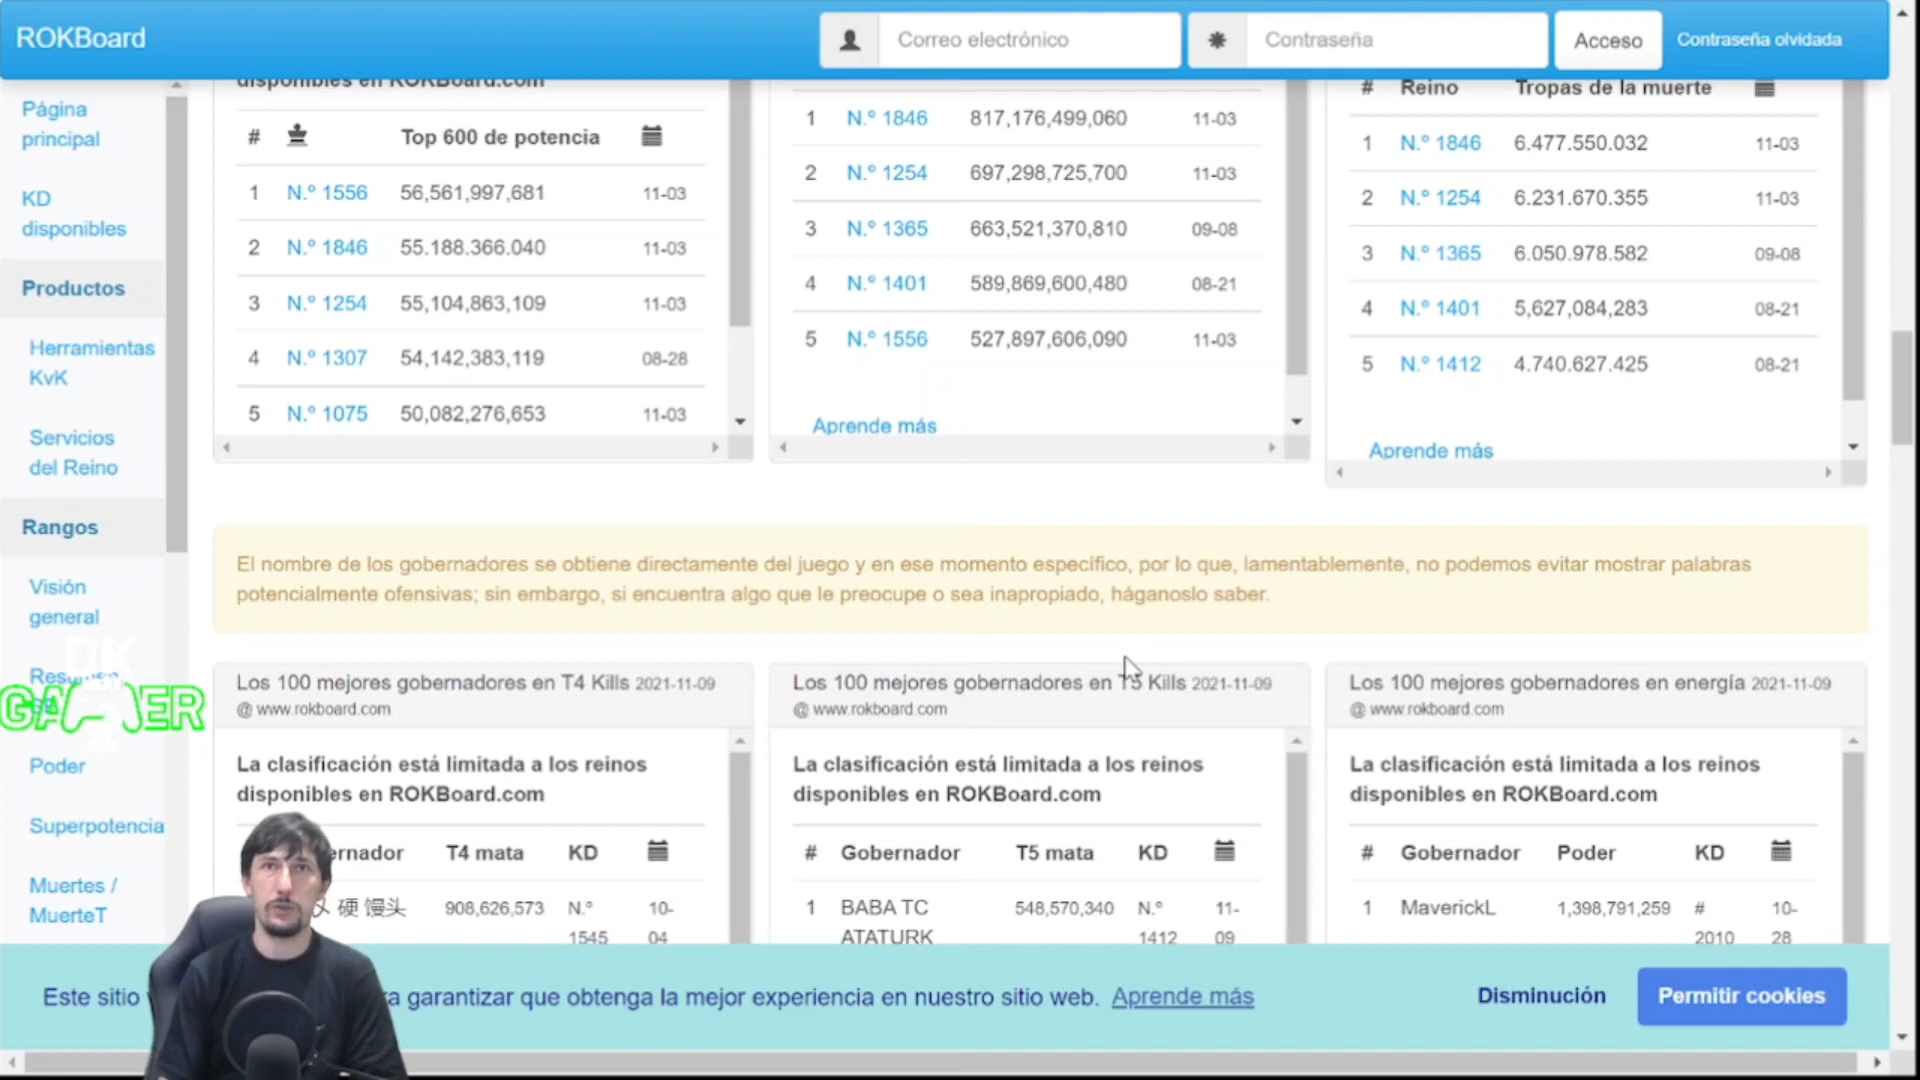 ROKBoard
Correo electrónico
Contraseña
Acceso
Contraseña olvidada
Página
principal
KD
disponibles
Productos
Herramientas
KvK
Servicios
del Reino
Rangos
Visión
general
Poder
Superpotencia
Muertes /
MuerteT
disponibles en ROKBoard.com
# Top 600 de potencia
1 N.º 1556 56,561,997,681 11-03
2 N.º 1846 55.188.366.040 11-03
3 N.º 1254 55,104,863,109 11-03
4 N.º 1307 54,142,383,119 08-28
5 N.º 1075 50,082,276,653 11-03
1 N.º 1846 817,176,499,060 11-03
2 N.º 1254 697,298,725,700 11-03
3 N.º 1365 663,521,370,810 09-08
4 N.º 1401 589,869,600,480 08-21
5 N.º 1556 527,897,606,090 11-03
Aprende más
# Reino Tropas de la muerte
1 N.º 1846 6.477.550.032 11-03
2 N.º 1254 6.231.670.355 11-03
3 N.º 1365 6.050.978.582 09-08
4 N.º 1401 5,627,084,283 08-21
5 N.º 1412 4.740.627.425 08-21
Aprende más
El nombre de los gobernadores se obtiene directamente del juego y en ese momento específico, por lo que, lamentablemente, no podemos evitar mostrar palabras
potencialmente ofensivas; sin embargo, si encuentra algo que le preocupe o sea inapropiado, háganoslo saber.
Los 100 mejores gobernadores en T4 Kills 2021-11-09
@ www.rokboard.com
La clasificación está limitada a los reinos
disponibles en ROKBoard.com
ernador T4 mata KD
硬 馒头 908,626,573 N.º 10-
1545 04
Los 100 mejores gobernadores en T5 Kills 2021-11-09
@ www.rokboard.com
La clasificación está limitada a los reinos
disponibles en ROKBoard.com
# Gobernador T5 mata KD
1 BABA TC 548,570,340 N.º 11-
ATATURK 1412 09
Los 100 mejores gobernadores en energía 2021-11-09
@ www.rokboard.com
La clasificación está limitada a los reinos
disponibles en ROKBoard.com
# Gobernador Poder KD
1 MaverickL 1,398,791,259 # 10-
2010 28
GAMER
Este sitio garantizar que obtenga la mejor experiencia en nuestro sitio web. Aprende más
Disminución
Permitir cookies